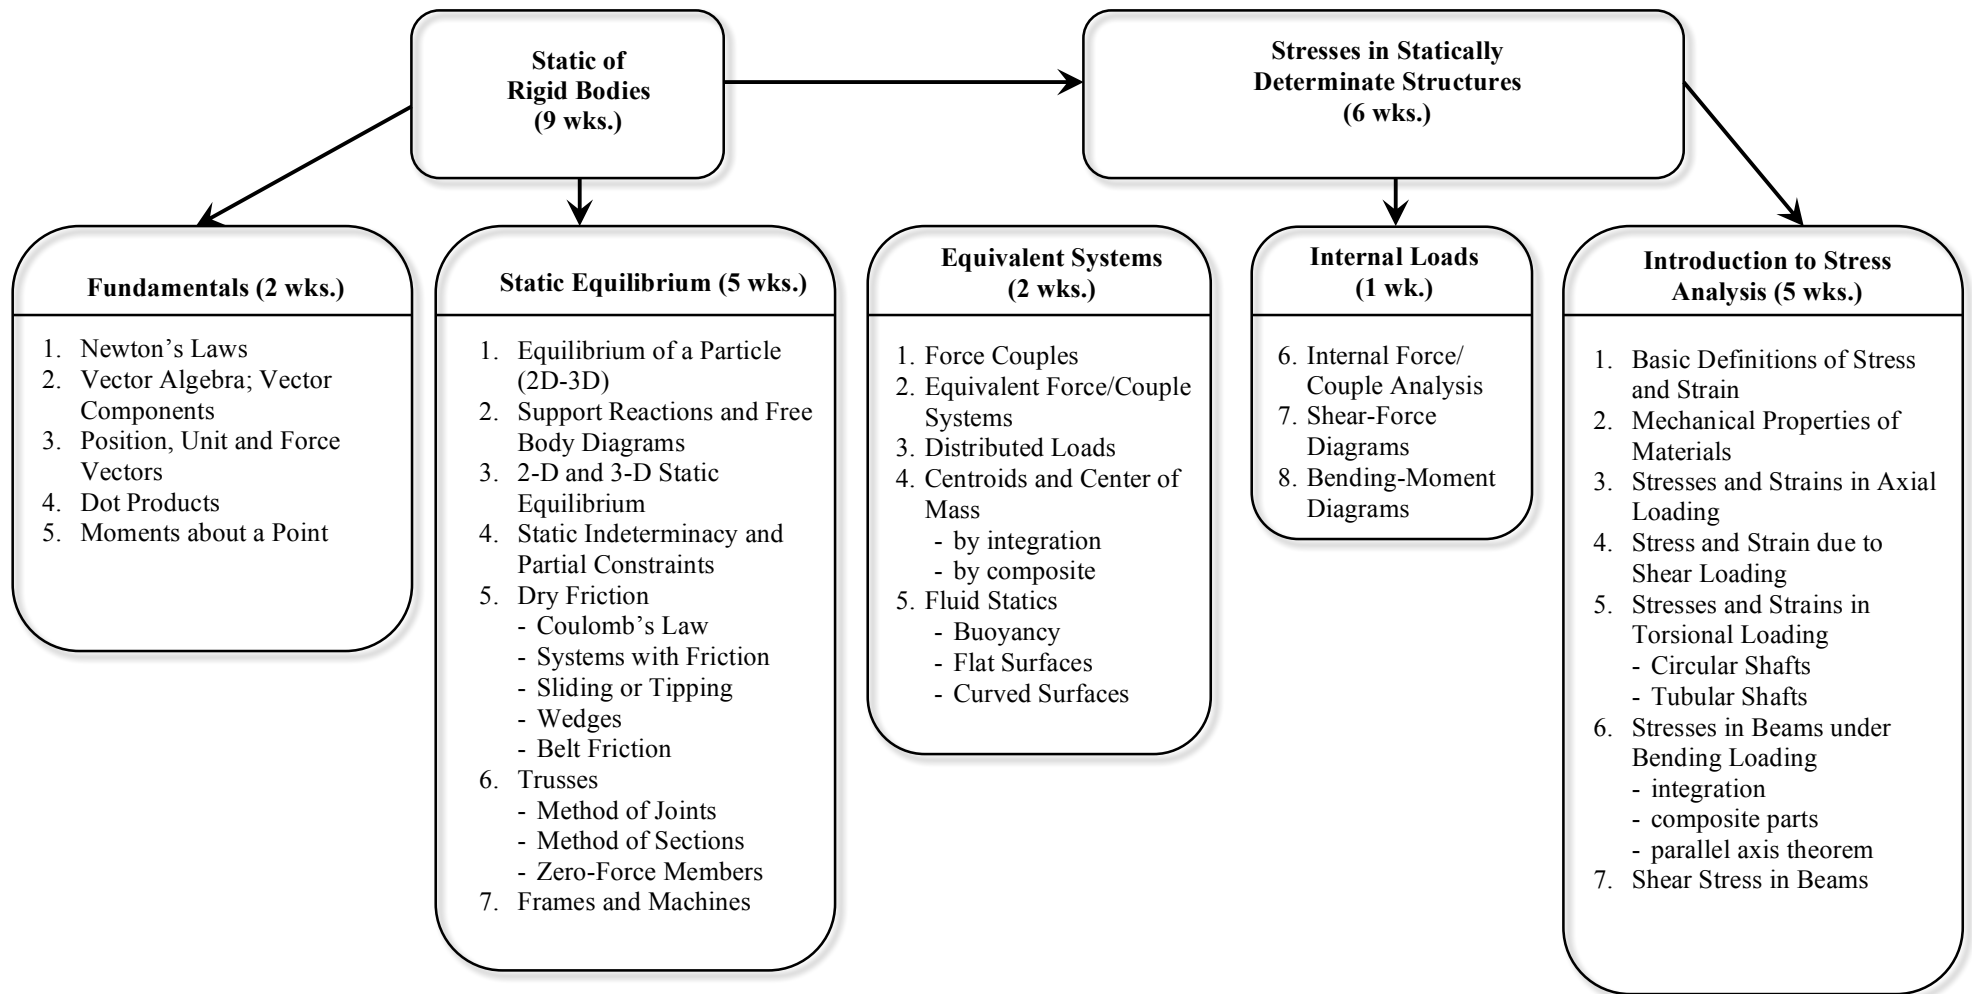 Static of
Rigid Bodies
(9 wks.)
Stresses in Statically
Determinate Structures
(6 wks.)
Fundamentals (2 wks.)
1. Newton’s Laws
2. Vector Algebra; Vector
Components
3. Position, Unit and Force
Vectors
4. Dot Products
5. Moments about a Point
Static Equilibrium (5 wks.)
1. Equilibrium of a Particle
(2D-3D)
2. Support Reactions and Free
Body Diagrams
3. 2-D and 3-D Static
Equilibrium
4. Static Indeterminacy and
Partial Constraints
5. Dry Friction
- Coulomb’s Law
- Systems with Friction
- Sliding or Tipping
- Wedges
- Belt Friction
6. Trusses
- Method of Joints
- Method of Sections
- Zero-Force Members
7. Frames and Machines
Equivalent Systems
(2 wks.)
1. Force Couples
2. Equivalent Force/Couple
Systems
3. Distributed Loads
4. Centroids and Center of
Mass
- by integration
- by composite
5. Fluid Statics
- Buoyancy
- Flat Surfaces
- Curved Surfaces
Internal Loads
(1 wk.)
6. Internal Force/
Couple Analysis
7. Shear-Force
Diagrams
8. Bending-Moment
Diagrams
Introduction to Stress
Analysis (5 wks.)
1. Basic Definitions of Stress
and Strain
2. Mechanical Properties of
Materials
3. Stresses and Strains in Axial
Loading
4. Stress and Strain due to
Shear Loading
5. Stresses and Strains in
Torsional Loading
- Circular Shafts
- Tubular Shafts
6. Stresses in Beams under
Bending Loading
- integration
- composite parts
- parallel axis theorem
7. Shear Stress in Beams